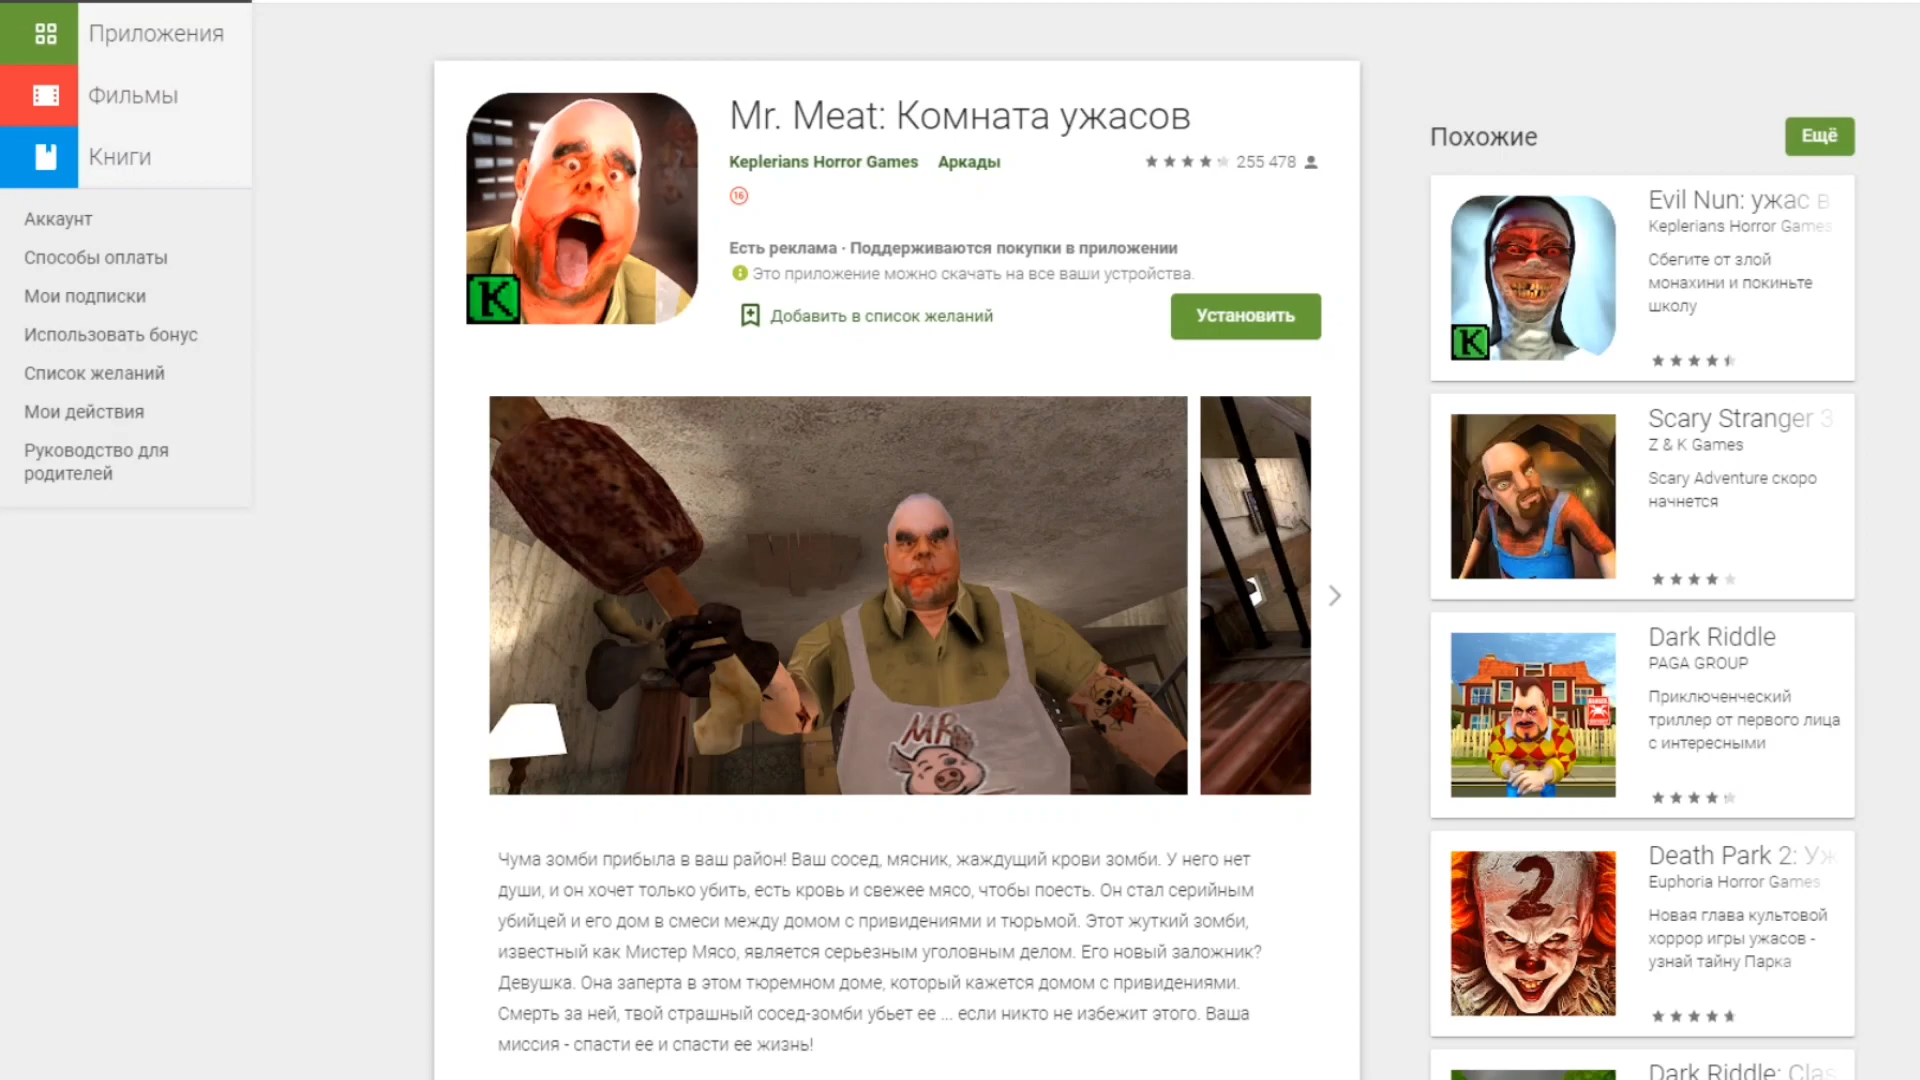 Приложения
Фильмы
Книги
Аккаунт
Способы оплаты
Мои подписки
Использовать бонус
Список желаний
Мои действия
Руководство для
родителей
Mr. Meat: Комната ужасов
Keplerians Horror Games Аркады
255 478
16
Есть реклама · Поддерживаются покупки в приложении
Это приложение можно скачать на все ваши устройства.
Добавить в список желаний
Установить
K
MR.
Чума зомби прибыла в ваш район! Ваш сосед, мясник, жаждущий крови зомби. У него нет
души, и он хочет только убить, есть кровь и свежее мясо, чтобы поесть. Он стал серийным
убийцей и его дом в смеси между домом с привидениями и тюрьмой. Этот жуткий зомби,
известный как Мистер Мясо, является серьезным уголовным делом. Его новый заложник?
Девушка. Она заперта в этом тюремном доме, который кажется домом с привидениями.
Смерть за ней, твой страшный сосед-зомби убьет ее ... если никто не избежит этого. Ваша
миссия - спасти ее и спасти ее жизнь!
Похожие
Ещё
Evil Nun: ужас в
Keplerians Horror Games
Сбегите от злой
монахини и покиньте
школу
K
Scary Stranger 3
Z & K Games
Scary Adventure скоро
начнется
Dark Riddle
PAGA GROUP
Приключенческий
триллер от первого лица
с интересными
Death Park 2: Уж
Euphoria Horror Games
Новая глава культовой
хоррор игры ужасов -
узнай тайну Парка
2
Dark Riddle: Clas